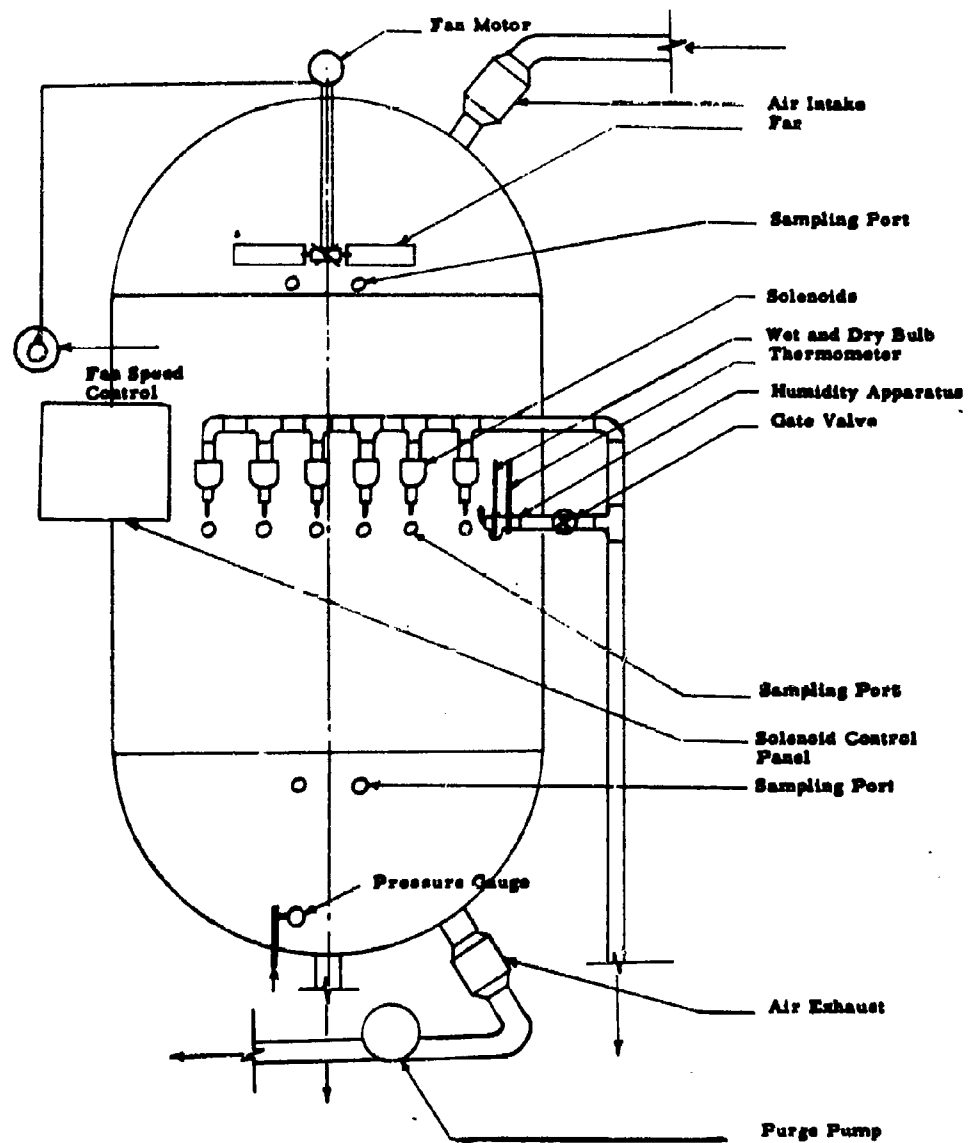 Fan Motor
Air Intake
Fan
Sampling Port
Solenoids
Wet and Dry Bulb
Thermometer
Humidity Apparatus
Gate Valve
Fan Speed
Control
Sampling Port
Solenoid Control
Panel
Sampling Port
Pressure Gauge
Air Exhaust
Purge Pump